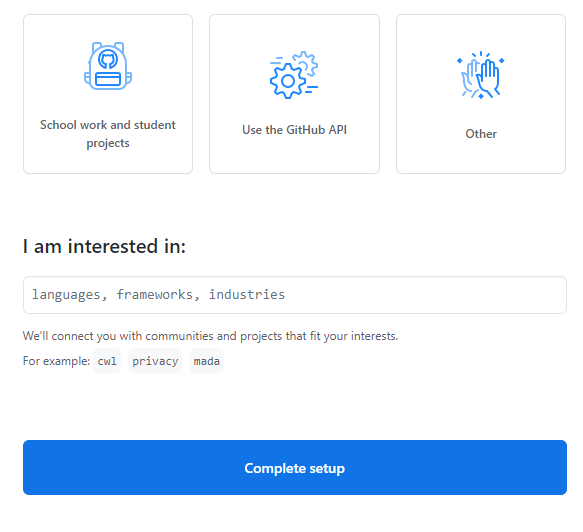 School work and student
projects
Use the GitHub API
Other
I am interested in:
languages, frameworks, industries
We'll connect you with communities and projects that fit your interests.
For example: cwl privacy mada
Complete setup